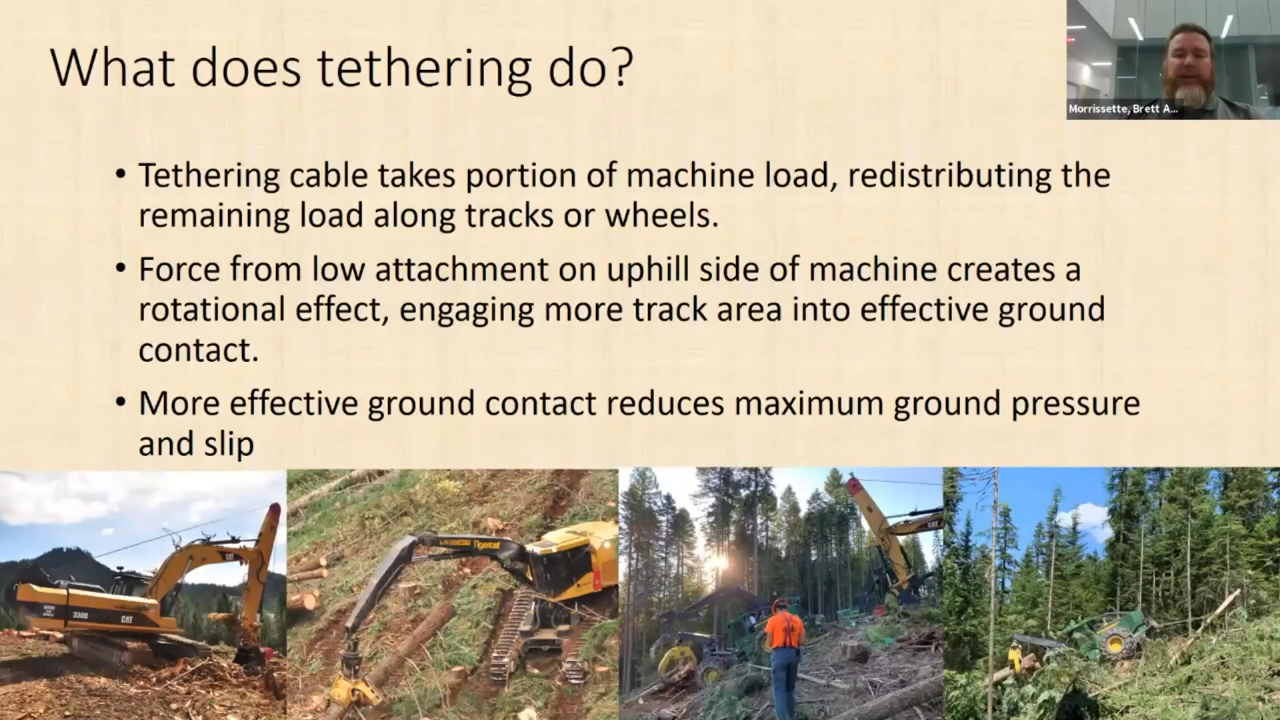 What does tethering do?
Morrissette, Brett A...
• Tethering cable takes portion of machine load, redistributing the
remaining load along tracks or wheels.
• Force from low attachment on uphill side of machine creates a
rotational effect, engaging more track area into effective ground
contact.
• More effective ground contact reduces maximum ground pressure
and slip
330D
CAT
Tigercat
CAT